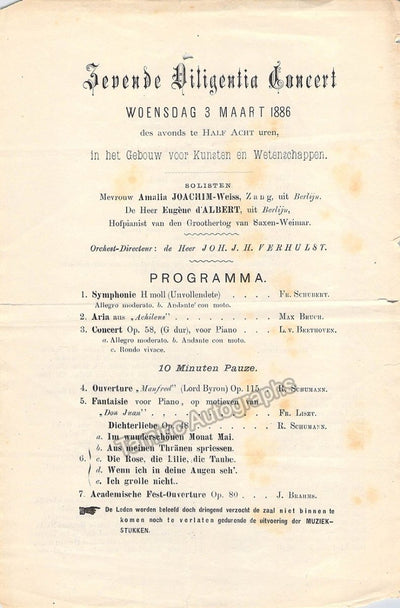 Zevende Diligentia Concert
WOENSDAG 3 MAART 1886
des avonds te HALF ACHT uren,
in het Gebouw voor Kunsten en Wetenschappen.
SOLISTEN
Mevrouw Amalia JOACHIM-Weiss, Zang, uit Berlijn.
De Heer Eugène d'ALBERT, uit Berlijn,
Hofpianist van den Groothertog van Saxen-Weimar.
Orchest-Directeur: de Heer JOH. J. H. VERHULST.
PROGRAMMA.
1. Symphonie H moll (Unvollendete) . . . . FR. SCHUBERT.
Allegro moderato. b. Andante con moto.
2. Aria aus „Achileus" . . . . MAX BRUCH.
3. Concert Op. 58, (G dur), voor Piano . . . . L. v. BEETHOVEN.
a. Allegro moderato. b. Andante con moto.
c. Rondo vivace.
10 Minuten Pauze.
4. Ouverture „Manfred" (Lord Byron) Op. 115. R. SCHUMANN.
5. Fantaisie voor Piano, op motieven van
„Don Juan" . . . . FR. LISZT.
Dichterliebe Op. 48 . . . . R. SCHUMANN.
a. Im wunderschönen Monat Mai.
b. Aus meinen Thränen spriessen.
6. c. Die Rose, die Lilie, die Taube.
d. Wenn ich in deine Augen seh'.
e. Ich grolle nicht.
7. Academische Fest-Ouverture Op. 80 . . J. BRAHMS.
De Leden worden beleefd doch dringend verzocht de zaal niet binnen te
komen noch te verlaten gedurende de uitvoering der MUZIEK-
STUKKEN.
Tamino Autographs